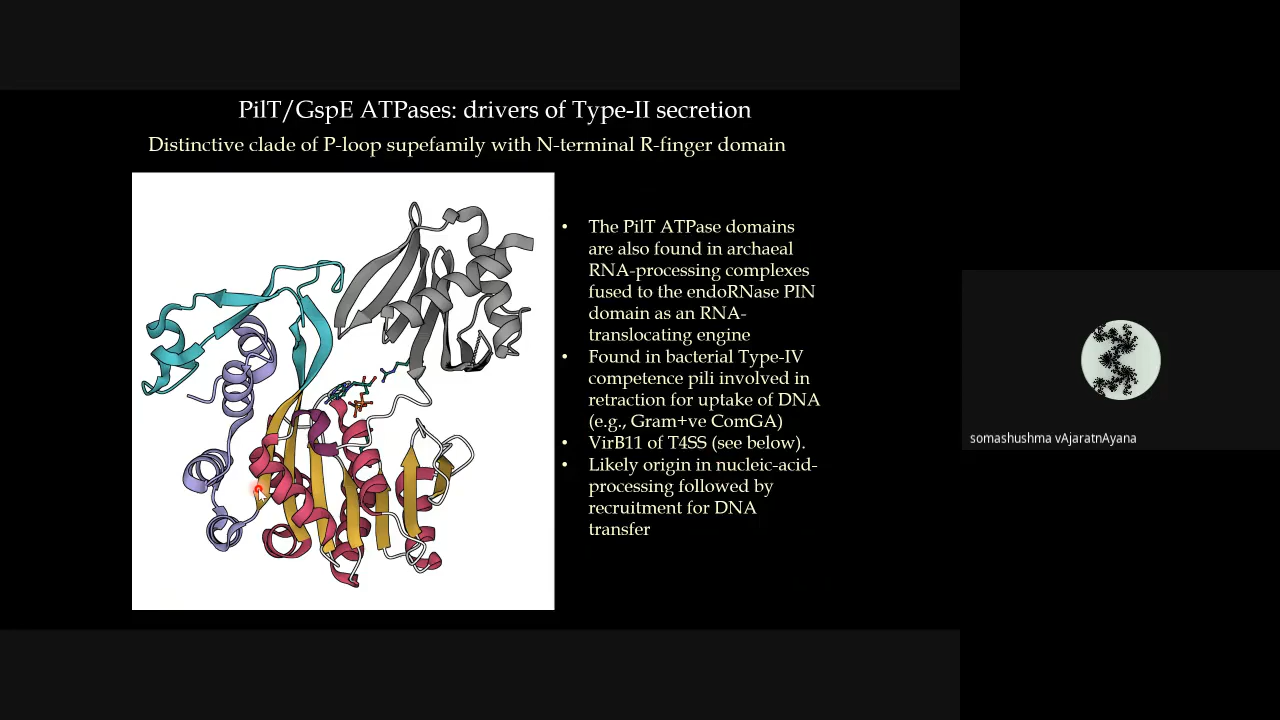 PilT/GspE ATPases: drivers of Type-II secretion
Distinctive clade of P-loop supefamily with N-terminal R-finger domain
• The PilT ATPase domains
are also found in archaeal
RNA-processing complexes
fused to the endoRNase PIN
domain as an RNA-
translocating engine
• Found in bacterial Type-IV
competence pili involved in
retraction for uptake of DNA
(e.g., Gram+ve ComGA)
• VirB11 of T4SS (see below).
• Likely origin in nucleic-acid-
processing followed by
recruitment for DNA
transfer
somashushma vAjaratnAyana